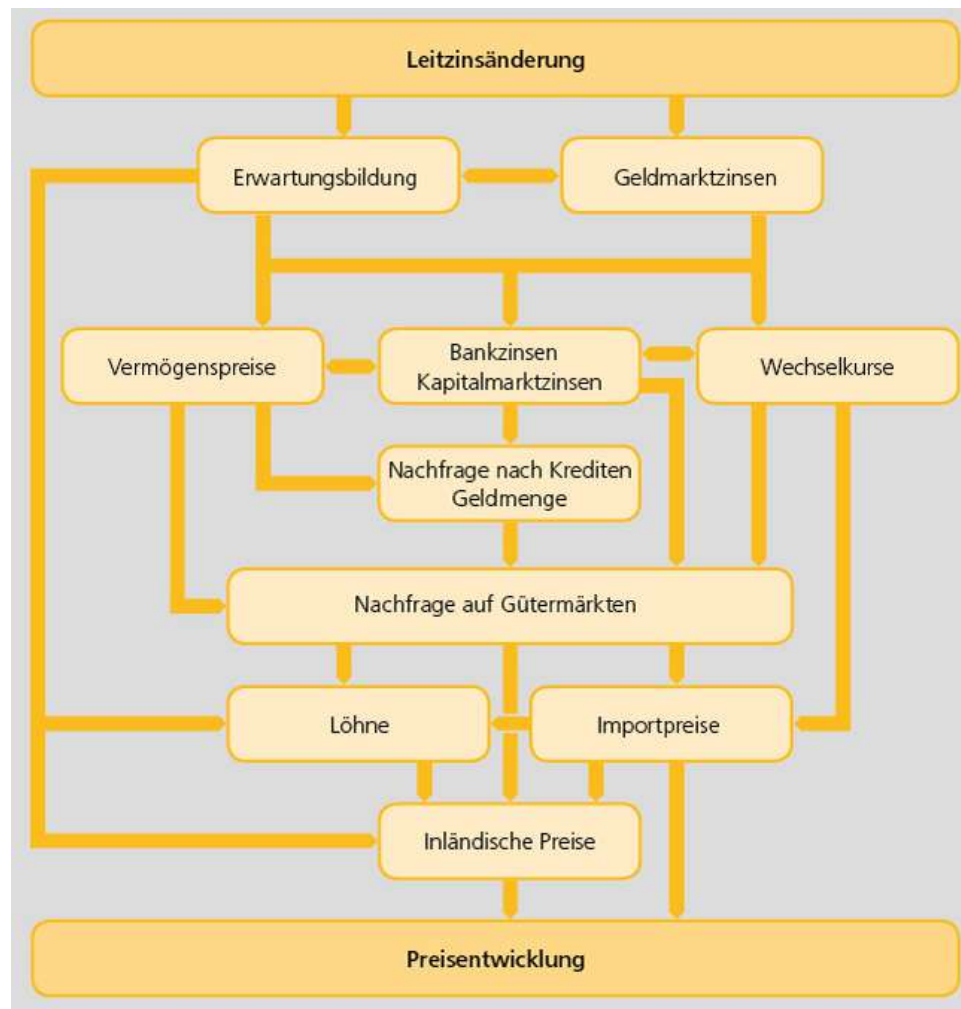 Leitzinsänderung
Erwartungsbildung
Geldmarktzinsen
Vermögenspreise
Bankzinsen
Kapitalmarktzinsen
Wechselkurse
Nachfrage nach Krediten
Geldmenge
Nachfrage auf Gütermärkten
Löhne
Importpreise
Inländische Preise
Preisentwicklung